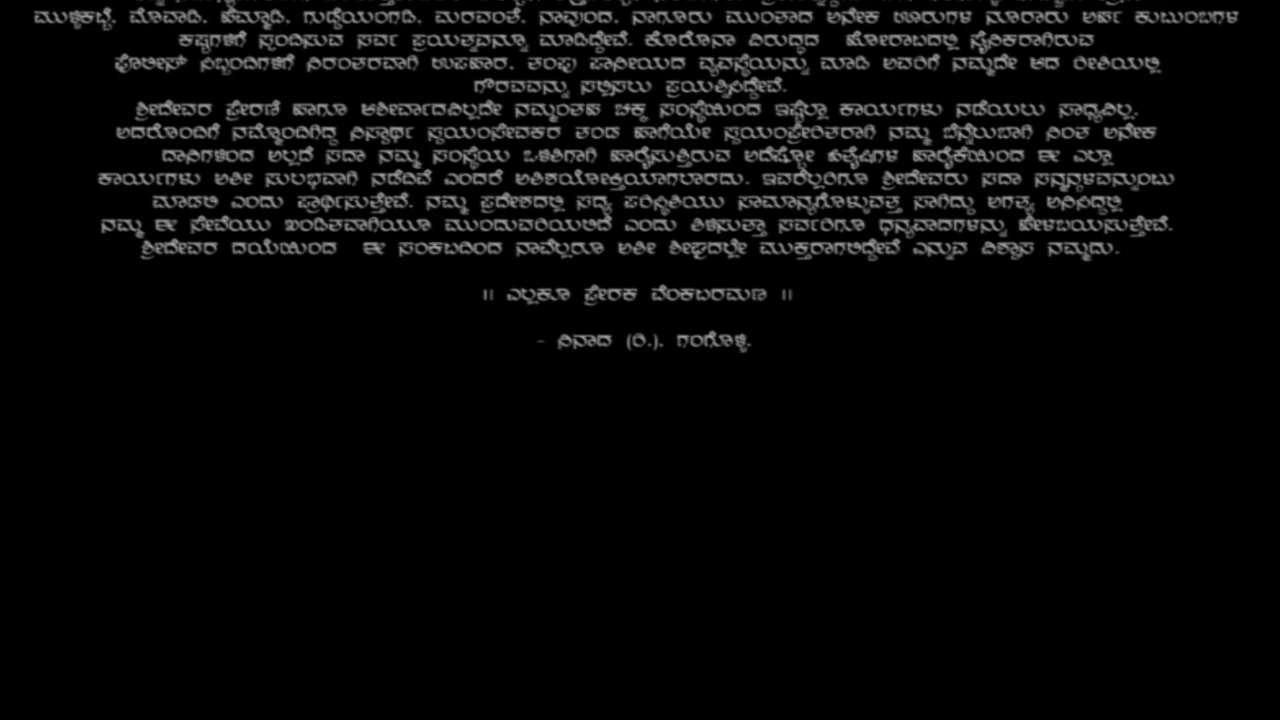 ಮುಳ್ಳಿಕಟ್ಟೆ, ಮೊವಾಡಿ, ಹೆಮ್ಮಾಡಿ, ಗುಡ್ಡೆಯಂಗಡಿ, ಮರವಂತೆ, ನಾವುಂದ, ನಾಗೂರು ಮುಂತಾದ ಅನೇಕ ಊರುಗಳ ನೂರಾರು ಅರ್ಹ ಕುಟುಂಬಗಳ
ಕಷ್ಟಗಳಿಗೆ ಸ್ಪಂದಿಸುವ ಸರ್ವ ಪ್ರಯತ್ನವನ್ನೂ ಮಾಡಿದ್ದೇವೆ. ಕೊರೊನಾ ವಿರುದ್ಧದ ಹೋರಾಟದಲ್ಲಿ ಸೈನಿಕರಾಗಿರುವ
ಪೊಲೀಸ್ ಸಿಬ್ಬಂದಿಗಳಿಗೆ ನಿರಂತರವಾಗಿ ಉಪಹಾರ, ತಂಪು ಪಾನೀಯದ ವ್ಯವಸ್ಥೆಯನ್ನು ಮಾಡಿ ಅವರಿಗೆ ನಮ್ಮದೇ ಆದ ರೀತಿಯಲ್ಲಿ
ಗೌರವವನ್ನು ಸಲ್ಲಿಸಲು ಪ್ರಯತ್ನಿಸಿದ್ದೇವೆ.
ಶ್ರೀದೇವರ ಪ್ರೇರಣೆ ಹಾಗೂ ಆಶೀರ್ವಾದವಿಲ್ಲದೇ ನಮ್ಮಂತಹ ಚಿಕ್ಕ ಸಂಸ್ಥೆಯಿಂದ ಇಷ್ಟೆಲ್ಲಾ ಕಾರ್ಯಗಳು ನಡೆಯಲು ಸಾಧ್ಯವಿಲ್ಲ.
ಅದರೊಂದಿಗೆ ನಮ್ಮೊಂದಿಗಿದ್ದ ನಿಸ್ವಾರ್ಥ ಸ್ವಯಂಸೇವಕರ ತಂಡ ಹಾಗೆಯೇ ಸ್ವಯಂಪ್ರೇರಿತರಾಗಿ ನಮ್ಮ ಬೆನ್ನೆಲುಬಾಗಿ ನಿಂತ ಅನೇಕ
ದಾನಿಗಳಿಂದ ಅಲ್ಲದೆ ಸದಾ ನಮ್ಮ ಸಂಸ್ಥೆಯ ಒಳಿತಿಗಾಗಿ ಹಾರೈಸುತ್ತಿರುವ ಅದೆಷ್ಟೋ ಹಿತೈಷಿಗಳ ಹಾರೈಕೆಯಿಂದ ಈ ಎಲ್ಲಾ
ಕಾರ್ಯಗಳು ಅತೀ ಸುಲಭವಾಗಿ ನಡೆದಿವೆ ಎಂದರೆ ಅತಿಶಯೋಕ್ತಿಯಾಗಲಾರದು. ಇವರೆಲ್ಲರಿಗೂ ಶ್ರೀದೇವರು ಸದಾ ಸನ್ಮಂಗಳವನ್ನುಂಟು
ಮಾಡಲಿ ಎಂದು ಪ್ರಾರ್ಥಿಸುತ್ತೇವೆ. ನಮ್ಮ ಪ್ರದೇಶದಲ್ಲಿ ಸದ್ಯ ಪರಿಸ್ಥಿತಿಯು ಸಾಮಾನ್ಯಗೊಳ್ಳುವತ್ತ ಸಾಗಿದ್ದು ಅಗತ್ಯ ಅನಿಸಿದ್ದಲ್ಲಿ
ನಮ್ಮ ಈ ಸೇವೆಯು ಖಂಡಿತವಾಗಿಯೂ ಮುಂದುವರಿಯಲಿದೆ ಎಂದು ತಿಳಿಸುತ್ತಾ ಸರ್ವರಿಗೂ ಧನ್ಯವಾದಗಳನ್ನು ಹೇಳಬಯಸುತ್ತೇವೆ.
ಶ್ರೀದೇವರ ದಯೆಯಿಂದ ಈ ಸಂಕಟದಿಂದ ನಾವೆಲ್ಲರೂ ಅತೀ ಶೀಘ್ರದಲ್ಲೇ ಮುಕ್ತರಾಗಲಿದ್ದೇವೆ ಎನ್ನುವ ವಿಶ್ವಾಸ ನಮ್ಮದು.
|| ಎಲ್ಲಕೂ ಪ್ರೇರಕ ವೆಂಕಟರಮಣ ||
- ನಿನಾದ (ರಿ.), ಗಂಗೊಳ್ಳಿ.